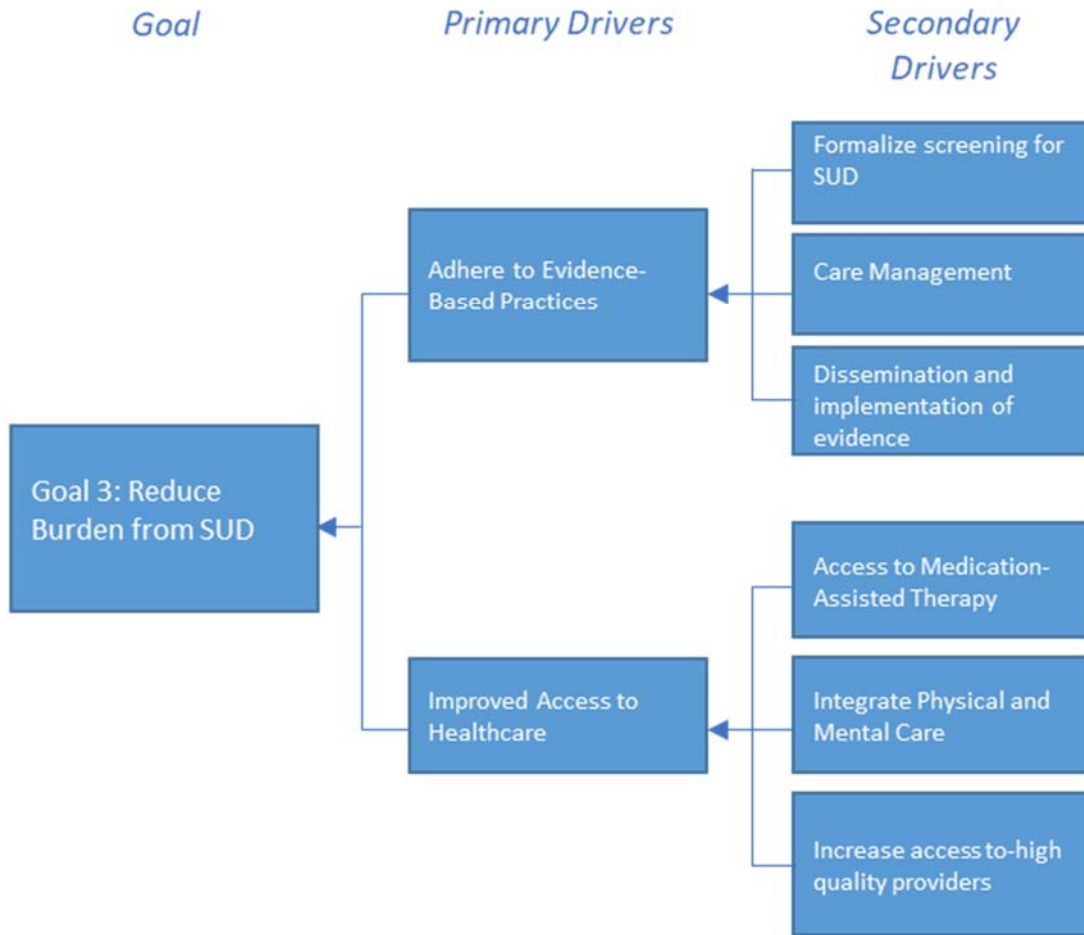 Goal
Primary Drivers
Secondary
Drivers
Formalize screening for
SUD
Adhere to Evidence-
Based Practices
Care Management
Dissemination and
implementation of
evidence
Goal 3: Reduce
Burden from SUD
Access to Medication-
Assisted Therapy
Improved Access to
Healthcare
Integrate Physical and
Mental Care
Increase access to-high
quality providers